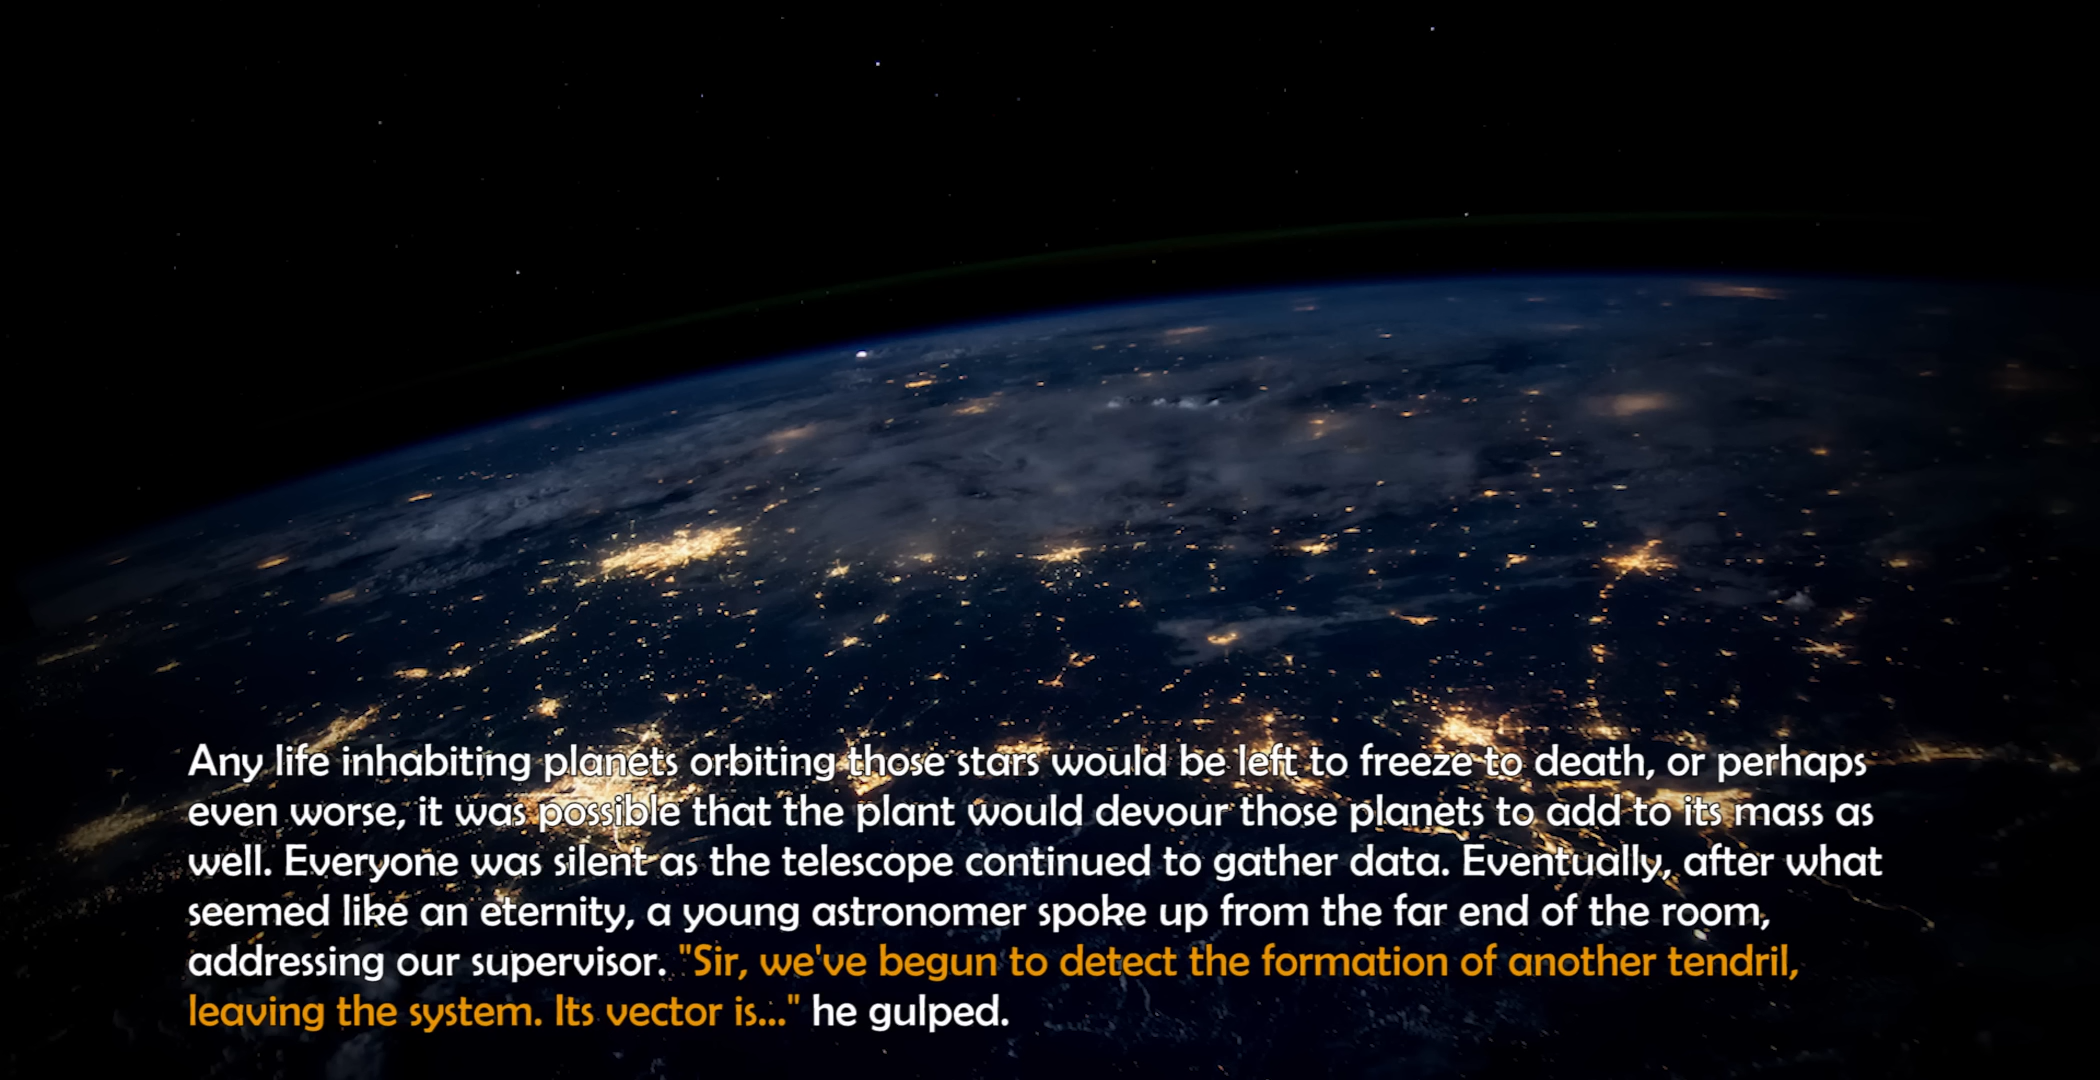 Any life inhabiting planets orbiting those stars would be left to freeze to death, or perhaps
even worse, it was possible that the plant would devour those planets to add to its mass as
well. Everyone was silent as the telescope continued to gather data. Eventually, after what
seemed like an eternity, a young astronomer spoke up from the far end of the room,
addressing our supervisor. "Sir, we've begun to detect the formation of another tendril,
leaving the system. Its vector is..." he gulped.